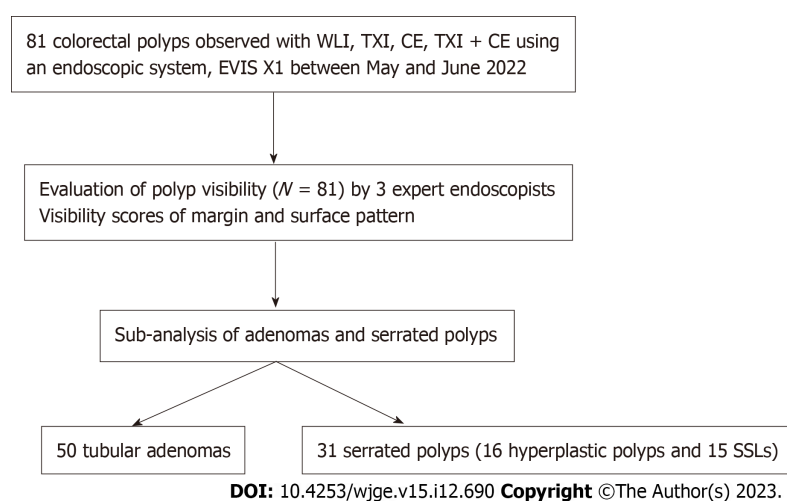 81 colorectal polyps observed with WLI, TXI, CE, TXI + CE using
an endoscopic system, EVIS X1 between May and June 2022
Evaluation of polyp visibility (N = 81) by 3 expert endoscopists
Visibility scores of margin and surface pattern
Sub-analysis of adenomas and serrated polyps
50 tubular adenomas
31 serrated polyps (16 hyperplastic polyps and 15 SSLs)
DOI: 10.4253/wjge.v15.i12.690 Copyright ©The Author(s) 2023.